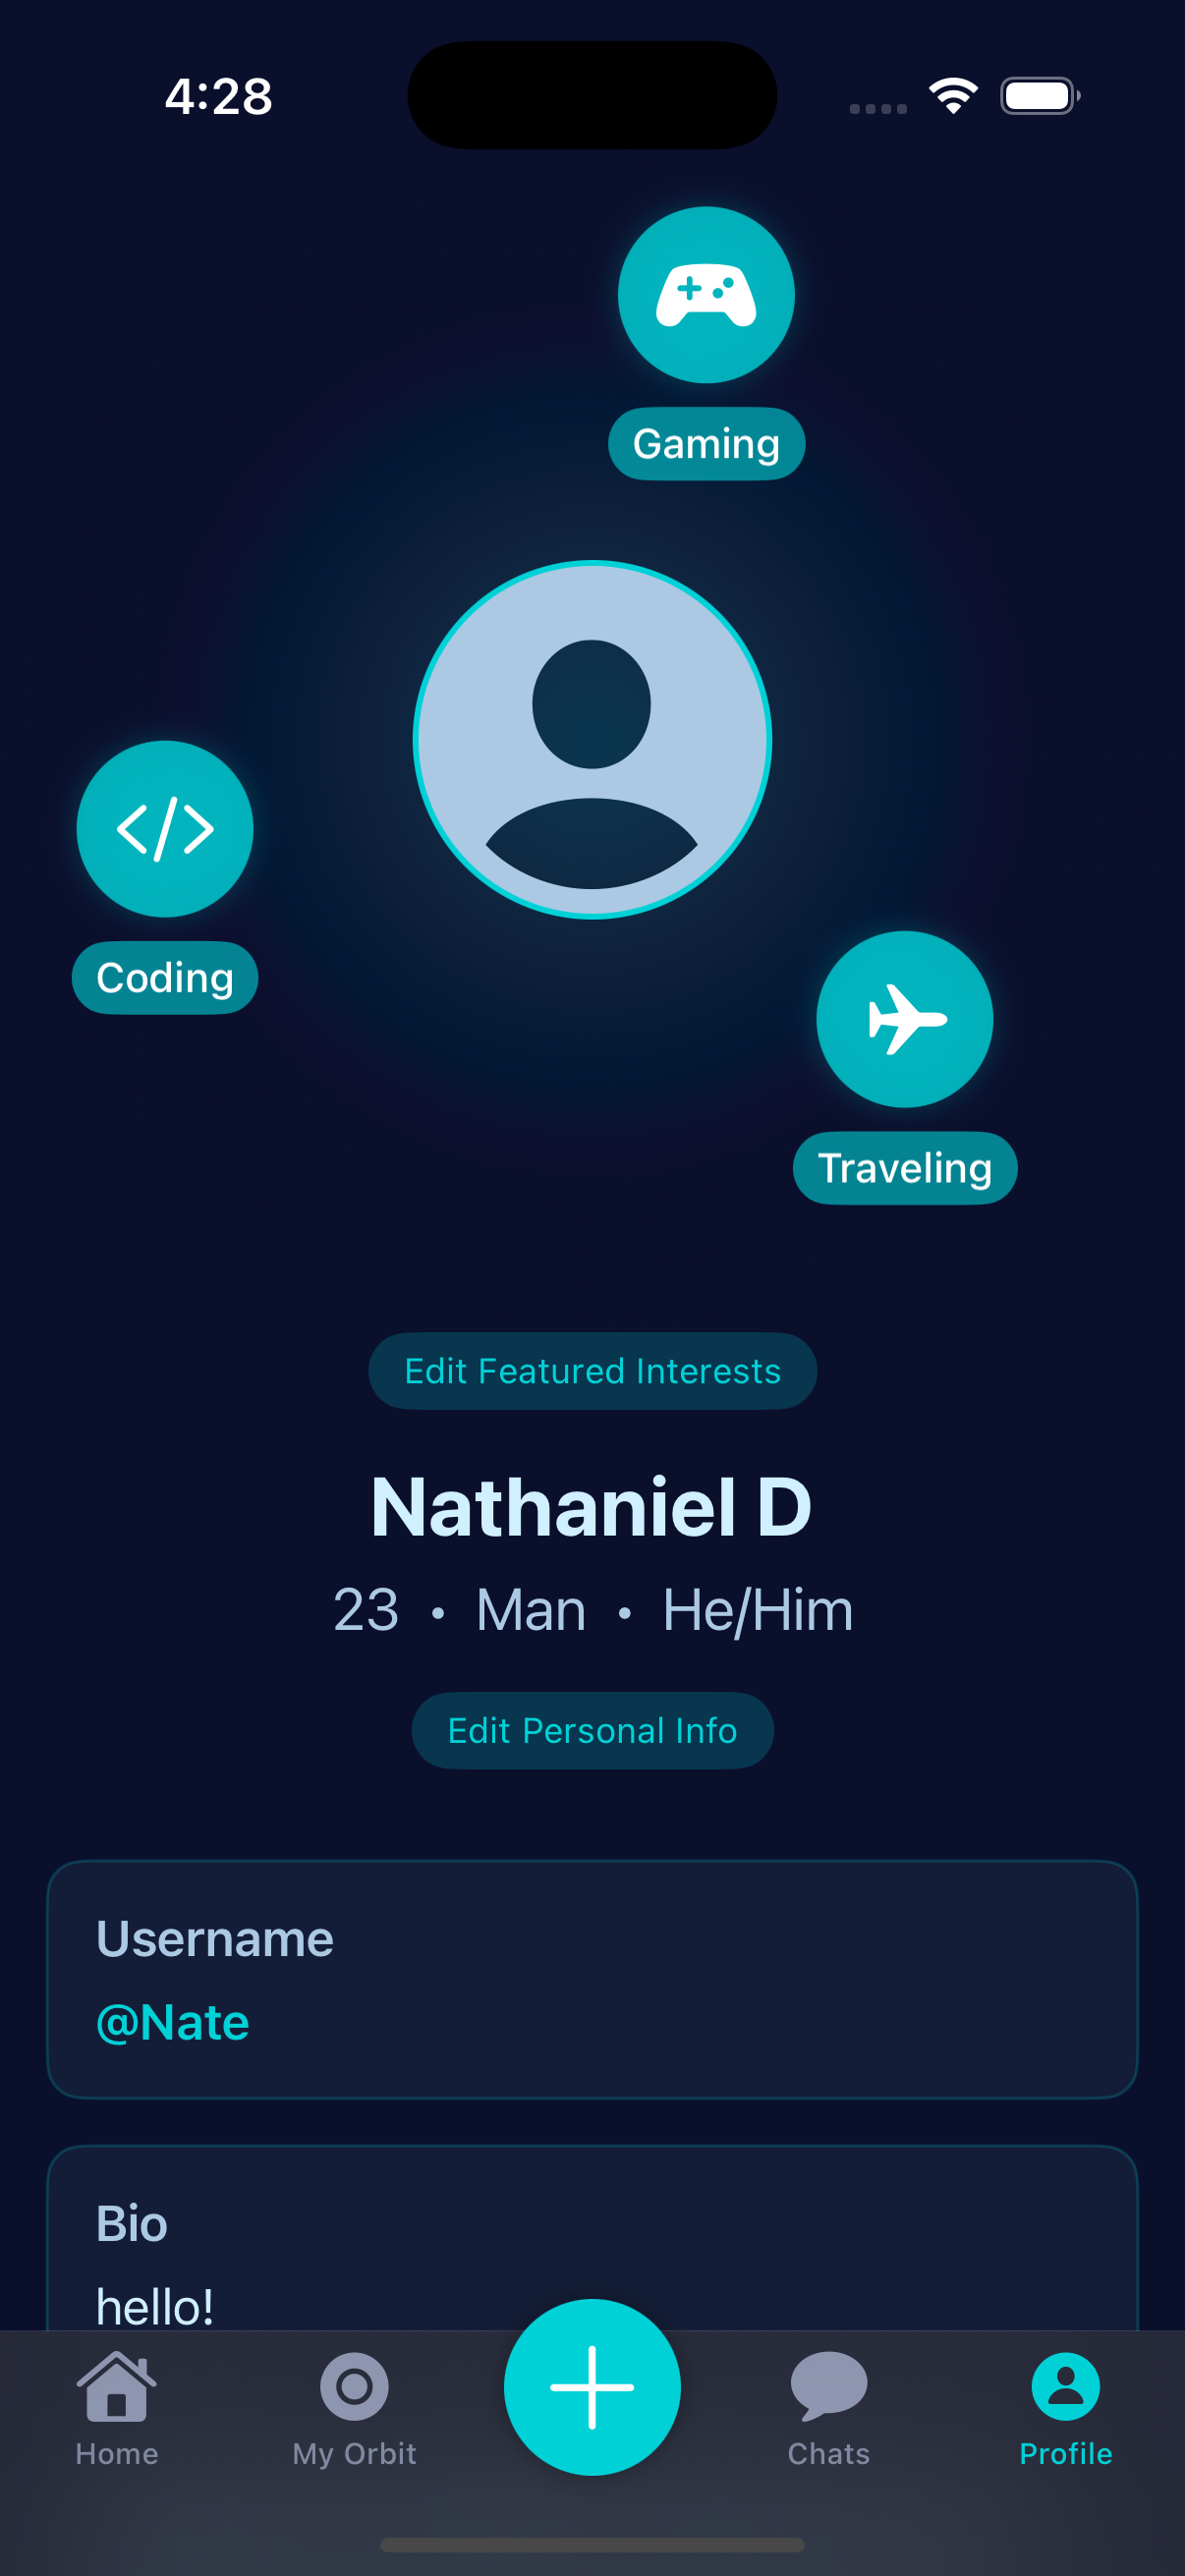 4:28
Gaming
Coding
Traveling
Edit Featured Interests
Nathaniel D
23 • Man • He/Him
Edit Personal Info
Username
@Nate
Bio
hello!
Home
My Orbit
Chats
Profile